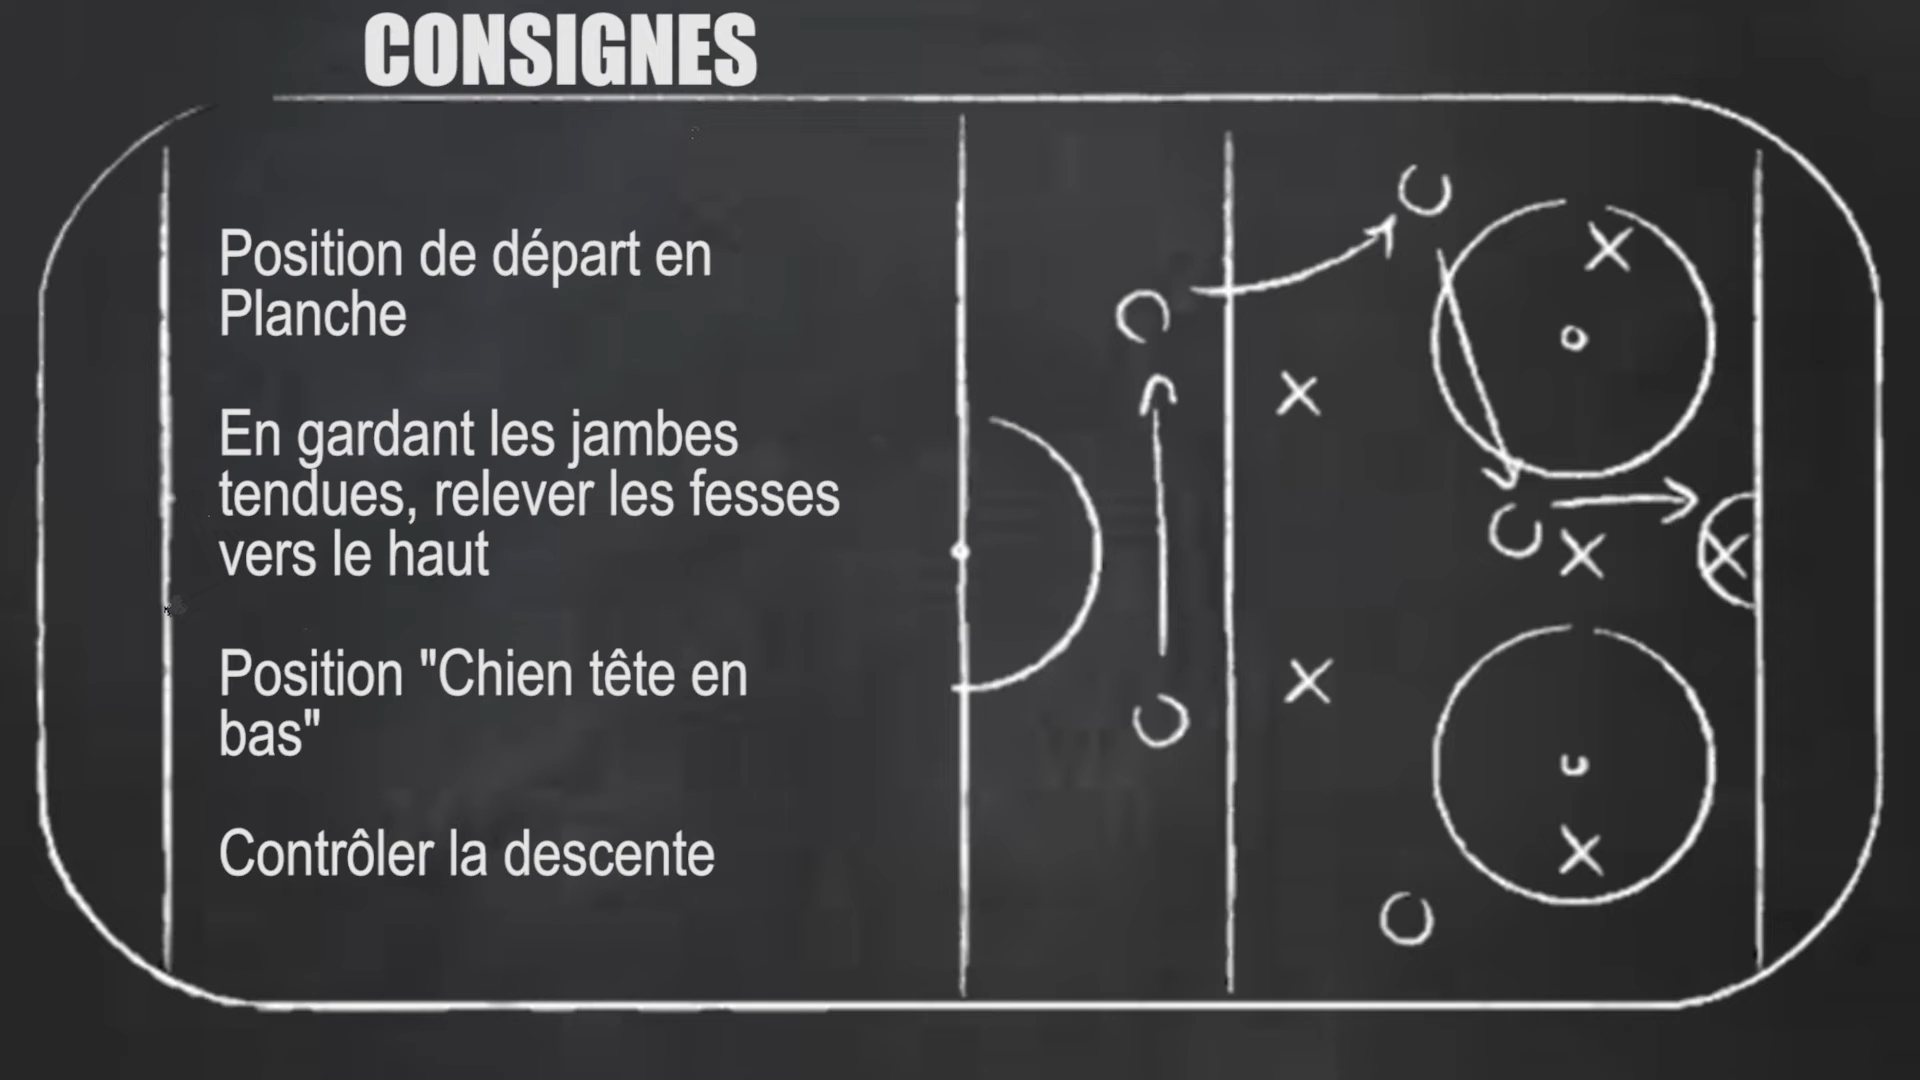 CONSIGNES
Position de départ en
Planche
En gardant les jambes
tendues, relever les fesses
vers le haut
Position "Chien tête en
bas"
Contrôler la descente